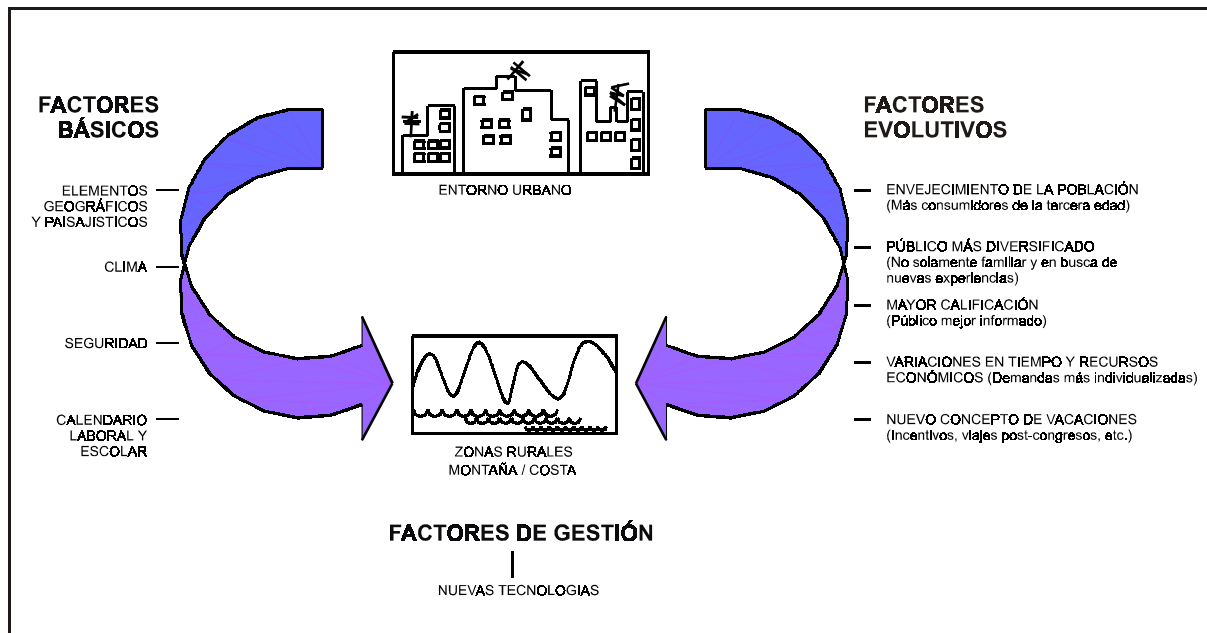 FACTORES
BÁSICOS
ELEMENTOS
GEOGRÁFICOS
Y PAISAJISTICOS
CLIMA
SEGURIDAD
CALENDARIO
LABORAL Y
ESCOLAR
ENTORNO URBANO
ZONAS RURALES
MONTAÑA / COSTA
FACTORES
EVOLUTIVOS
ENVEJECIMIENTO DE LA POBLACIÓN
(Más consumidores de la tercera edad)
PÚBLICO MÁS DIVERSIFICADO
(No solamente familiar y en busca de
nuevas experiencias)
MAYOR CALIFICACIÓN
(Público mejor informado)
VARIACIONES EN TIEMPO Y RECURSOS
ECONÓMICOS (Demandas más individualizadas)
NUEVO CONCEPTO DE VACACIONES
(Incentivos, viajes post-congresos, etc.)
FACTORES DE GESTIÓN
NUEVAS TECNOLOGIAS